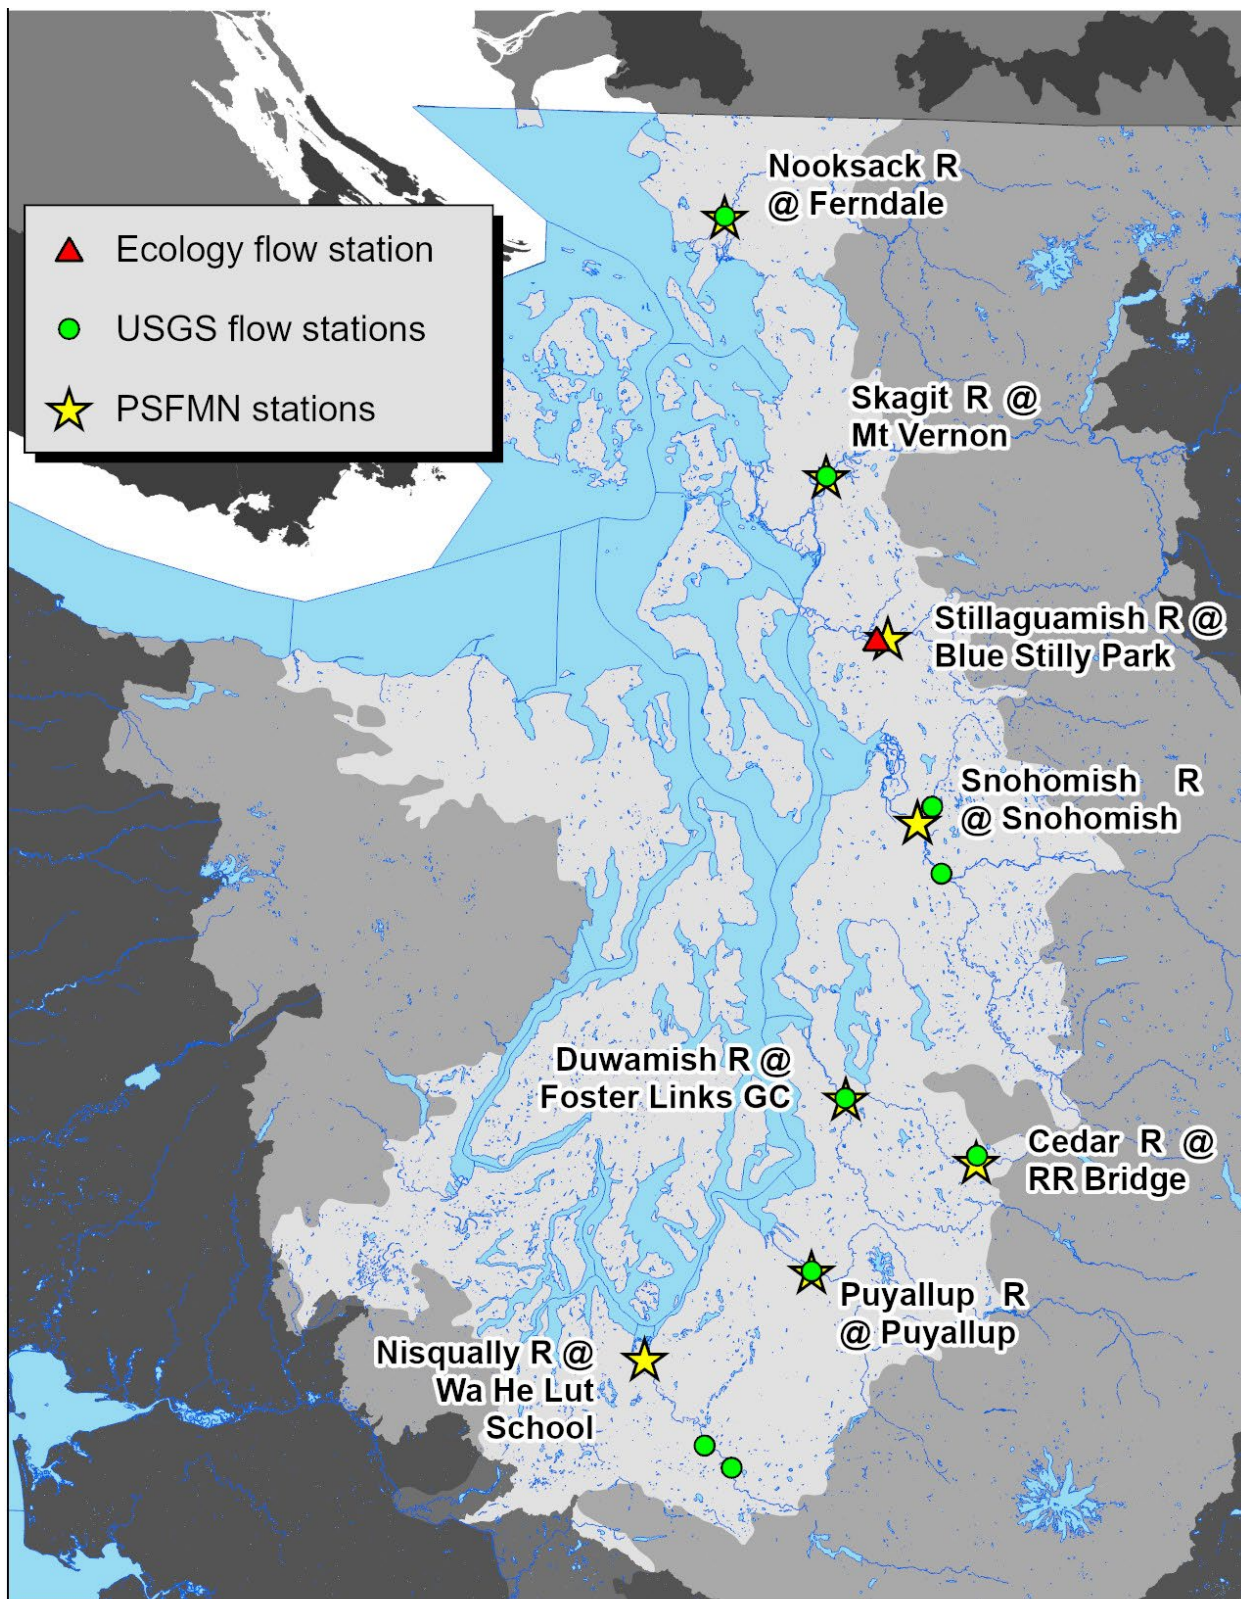 Nooksack R
@ Ferndale
Ecology flow station
USGS flow stations
PSFMN stations
Skagit R @
Mt Vernon
Stillaguamish R @
Blue Stilly Park
Snohomish R
@ Snohomish
Duwamish R @
Foster Links GC
Cedar R @
RR Bridge
Puyallup R
@ Puyallup
Nisqually R @
Wa He Lut
School